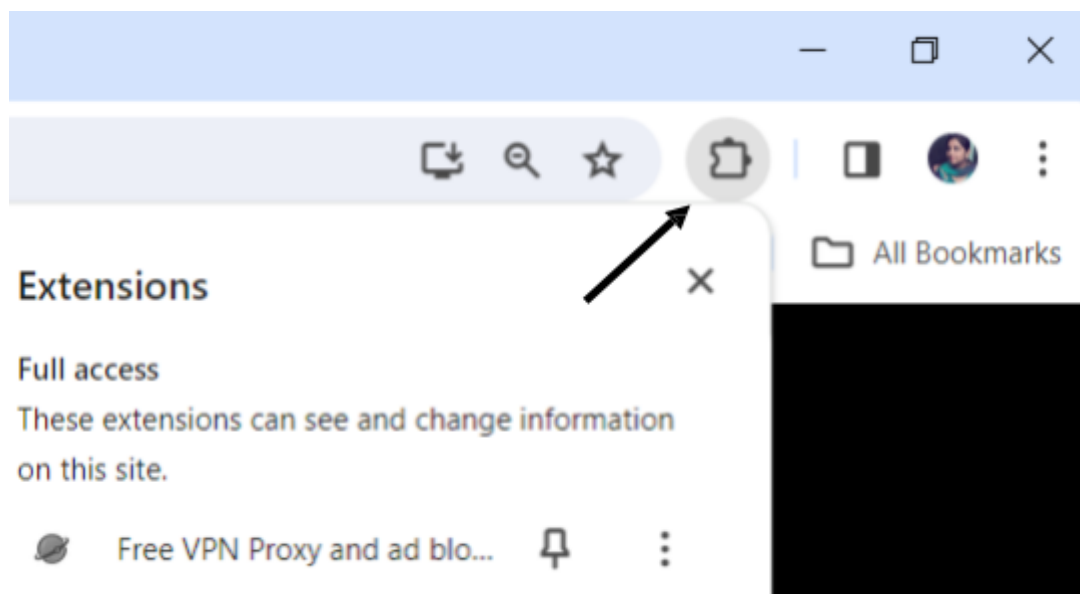 All Bookmarks
Extensions
Full access
These extensions can see and change information
on this site.
Free VPN Proxy and ad blo...